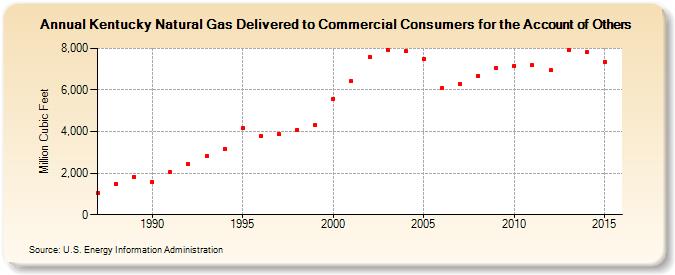 Annual Kentucky Natural Gas Delivered to Commercial Consumers for the Account of Others
Million Cubic Feet
8,000
6,000
4,000
2,000
0
1990 1995 2000 2005 2010 2015
Source: U.S. Energy Information Administration